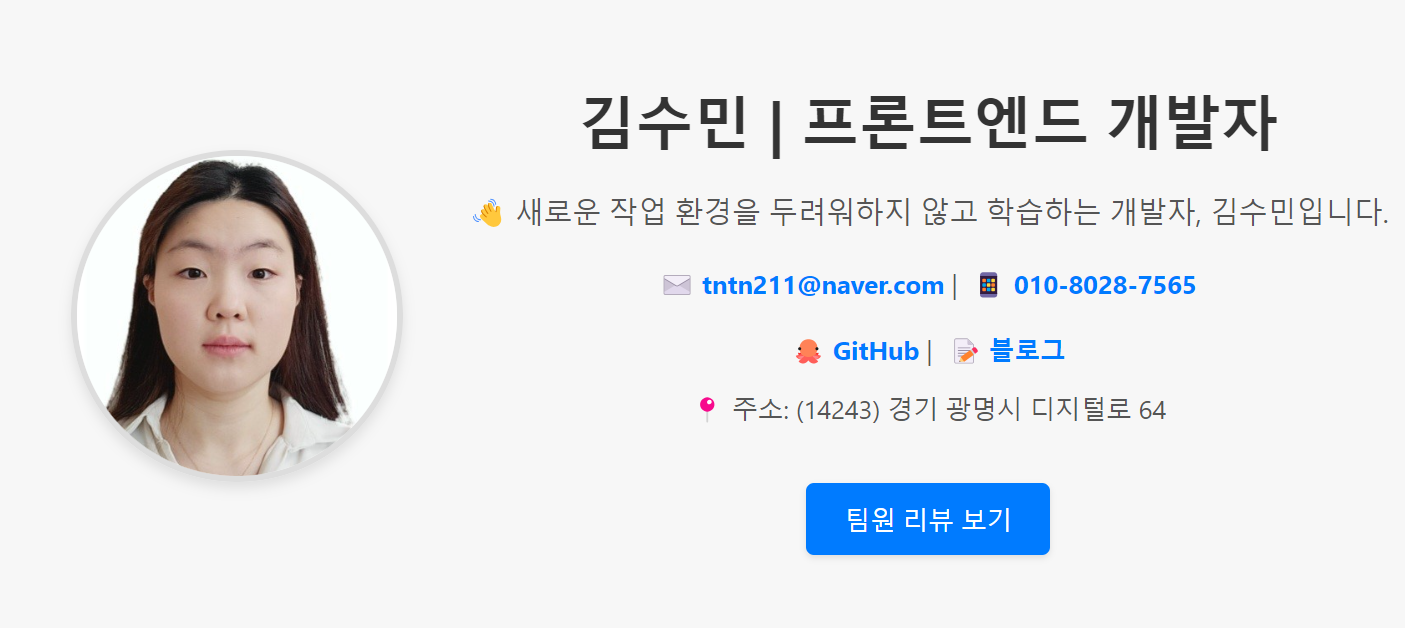 김수민 | 프론트엔드 개발자
👋 새로운 작업 환경을 두려워하지 않고 학습하는 개발자, 김수민입니다.
✉️ tntn211@naver.com | 📱 010-8028-7565
🐙 GitHub | 📝 블로그
📍 주소: (14243) 경기 광명시 디지털로 64
팀원 리뷰 보기